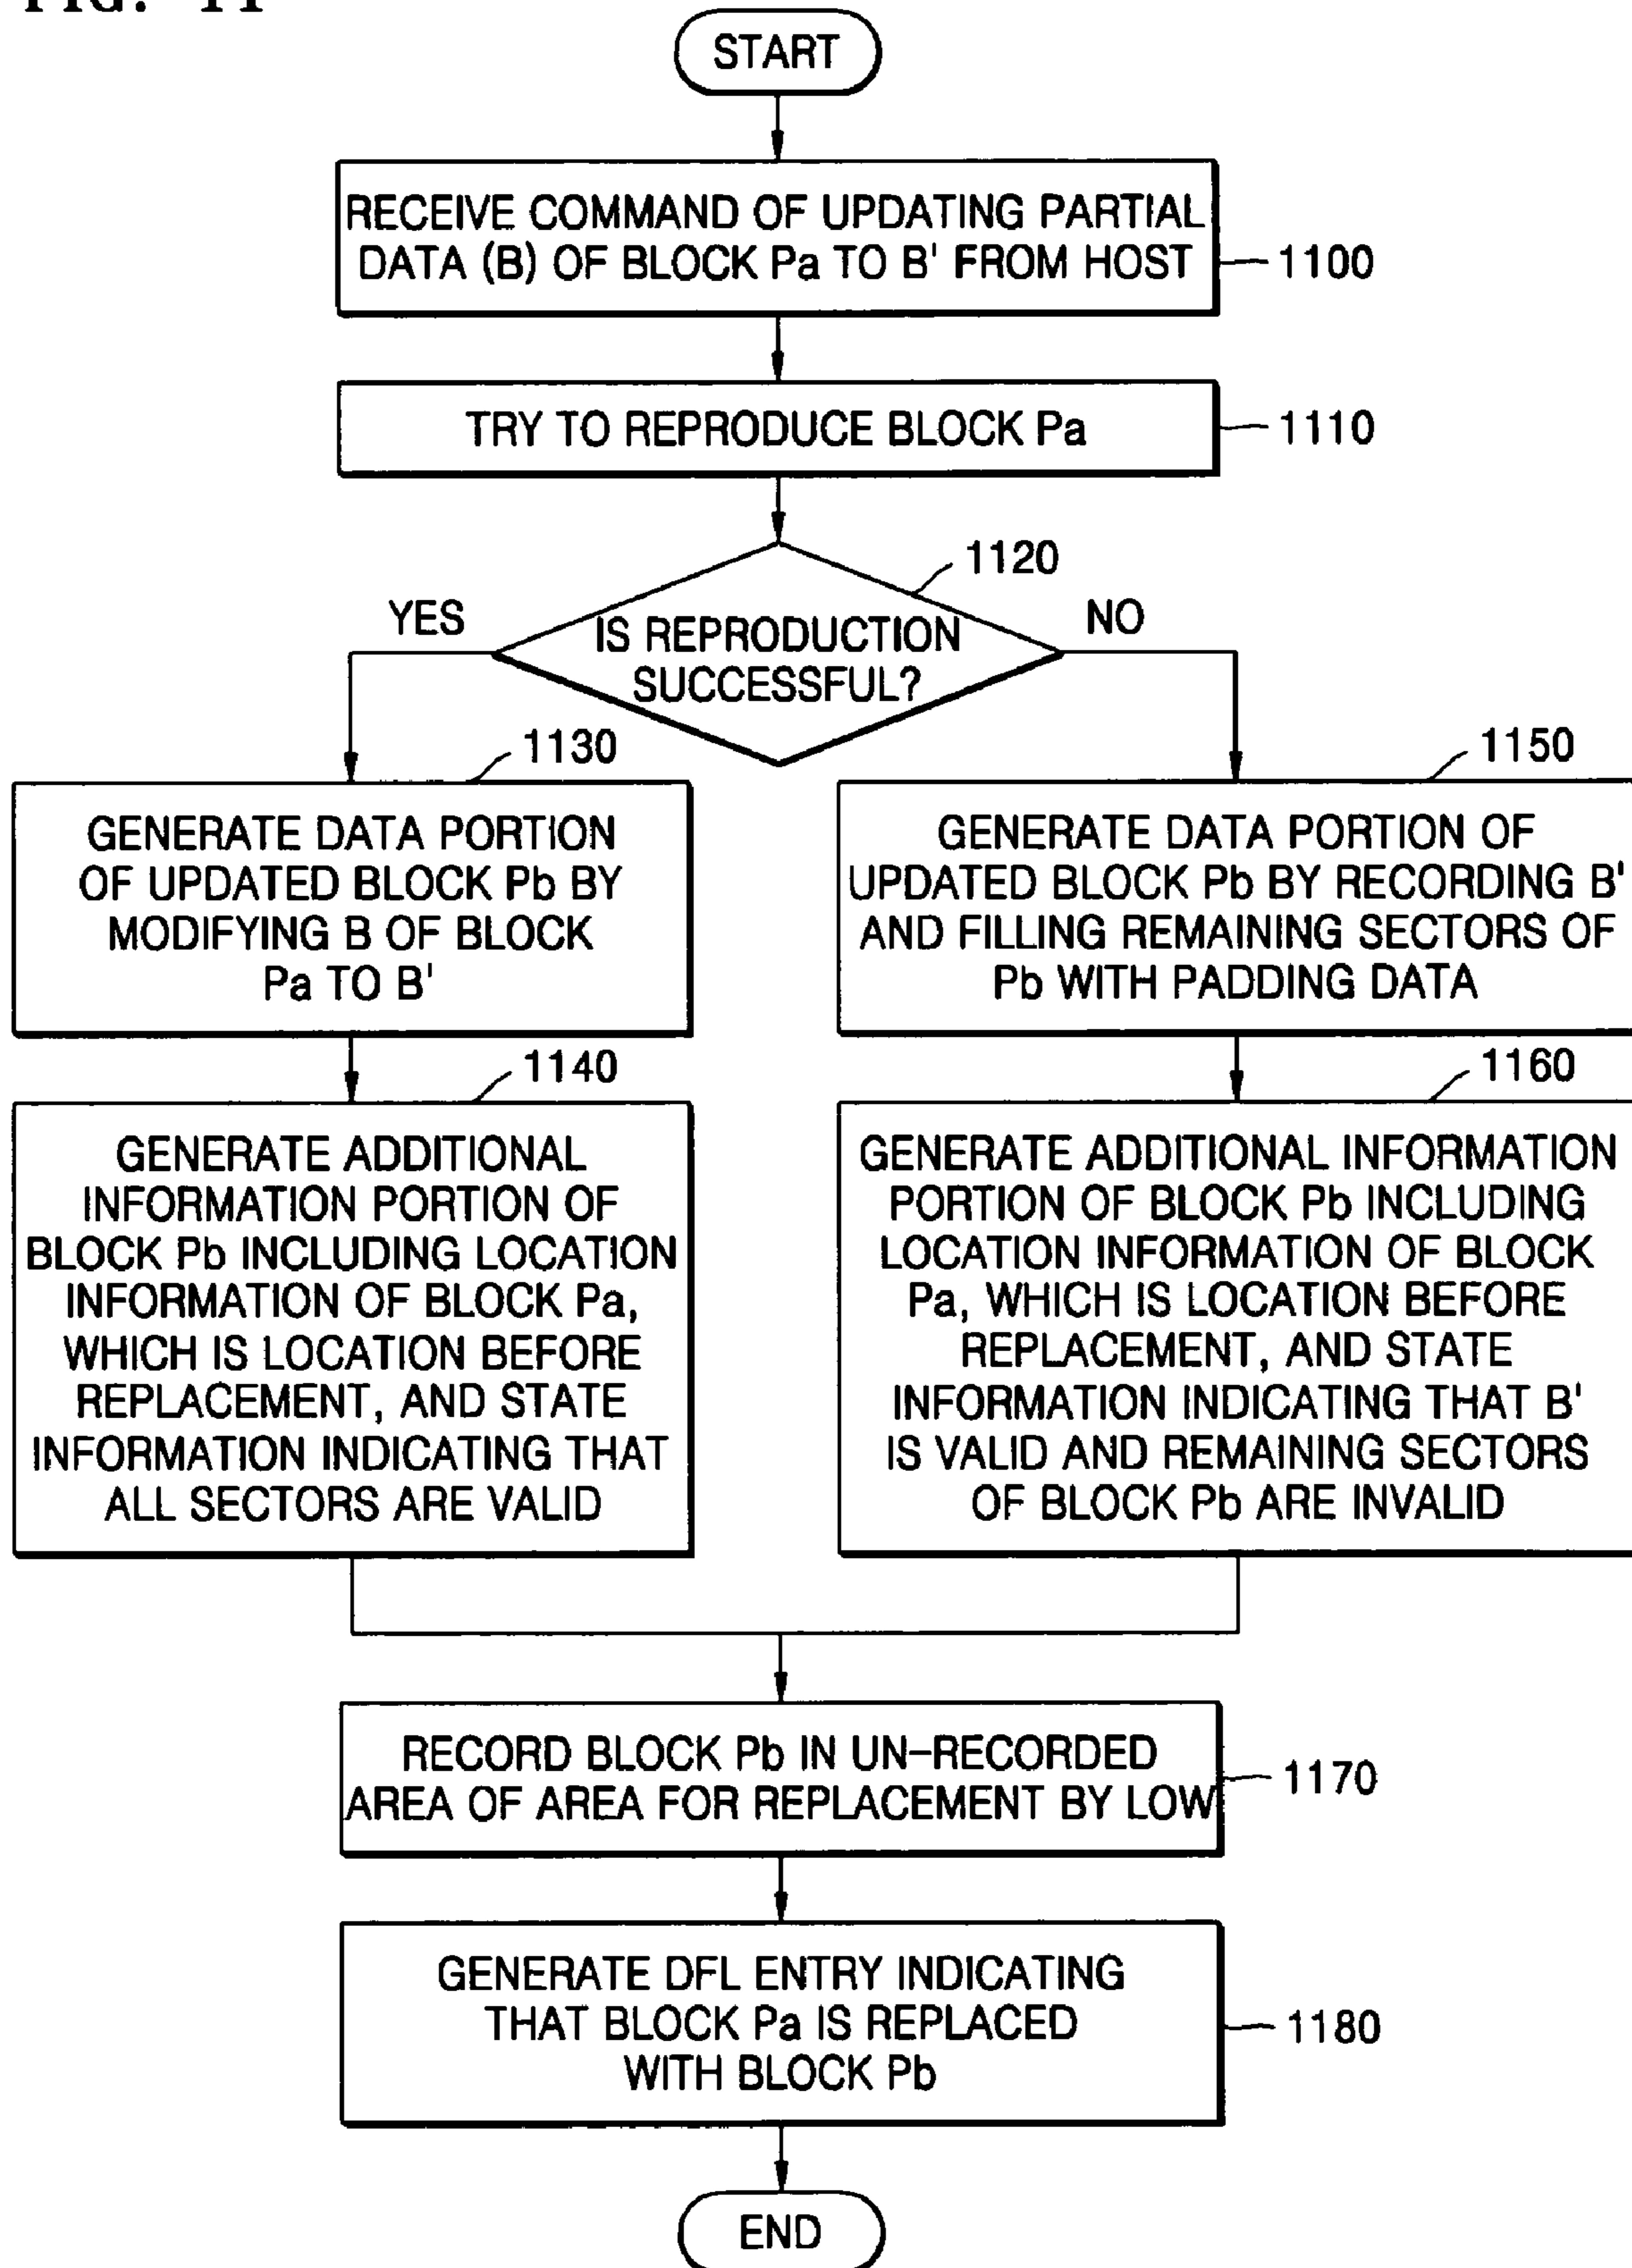 FIG. 11
START
RECEIVE COMMAND OF UPDATING PARTIAL
DATA (B) OF BLOCK Pa TO B' FROM HOST
1100
TRY TO REPRODUCE BLOCK Pa
1110
1120
YES
IS REPRODUCTION
SUCCESSFUL?
NO
1130
GENERATE DATA PORTION
OF UPDATED BLOCK Pb BY
MODIFYING B OF BLOCK
Pa TO B'
1150
GENERATE DATA PORTION OF
UPDATED BLOCK Pb BY RECORDING B'
AND FILLING REMAINING SECTORS OF
Pb WITH PADDING DATA
1140
GENERATE ADDITIONAL
INFORMATION PORTION OF
BLOCK Pb INCLUDING LOCATION
INFORMATION OF BLOCK Pa,
WHICH IS LOCATION BEFORE
REPLACEMENT, AND STATE
INFORMATION INDICATING THAT
ALL SECTORS ARE VALID
1160
GENERATE ADDITIONAL INFORMATION
PORTION OF BLOCK Pb INCLUDING
LOCATION INFORMATION OF BLOCK
Pa, WHICH IS LOCATION BEFORE
REPLACEMENT, AND STATE
INFORMATION INDICATING THAT B'
IS VALID AND REMAINING SECTORS
OF BLOCK Pb ARE INVALID
RECORD BLOCK Pb IN UN-RECORDED
AREA OF AREA FOR REPLACEMENT BY LOW
1170
GENERATE DFL ENTRY INDICATING
THAT BLOCK Pa IS REPLACED
WITH BLOCK Pb
1180
END